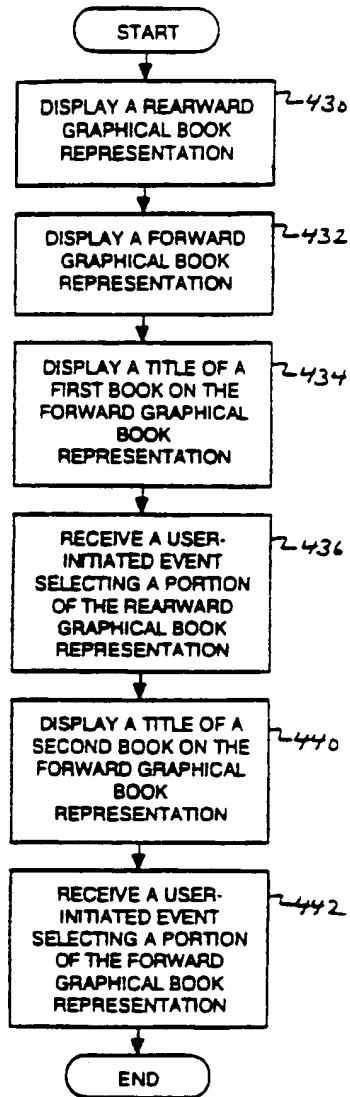 START
DISPLAY A REARWARD
GRAPHICAL BOOK
REPRESENTATION
430
DISPLAY A FORWARD
GRAPHICAL BOOK
REPRESENTATION
432
DISPLAY A TITLE OF A
FIRST BOOK ON THE
FORWARD GRAPHICAL
BOOK
REPRESENTATION
434
RECEIVE A USER-
INITIATED EVENT
SELECTING A PORTION
OF THE REARWARD
GRAPHICAL BOOK
REPRESENTATION
436
DISPLAY A TITLE OF A
SECOND BOOK ON THE
FORWARD GRAPHICAL
BOOK
REPRESENTATION
440
RECEIVE A USER-
INITIATED EVENT
SELECTING A PORTION
OF THE FORWARD
GRAPHICAL BOOK
REPRESENTATION
442
END